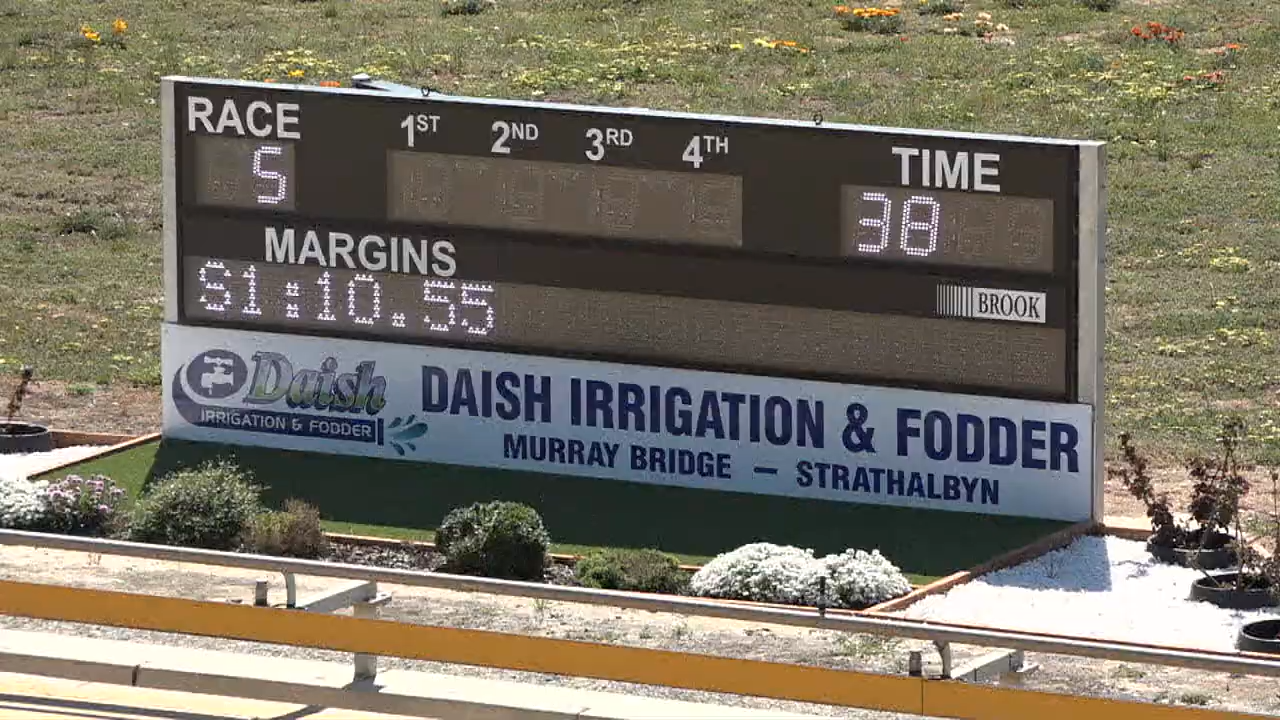 RACE 1ST 2ND 3RD 4TH TIME
5 38
MARGINS
S1:10.55
BROOK
Daish
IRRIGATION & FODDER
DAISH IRRIGATION & FODDER
MURRAY BRIDGE – STRATHALBYN